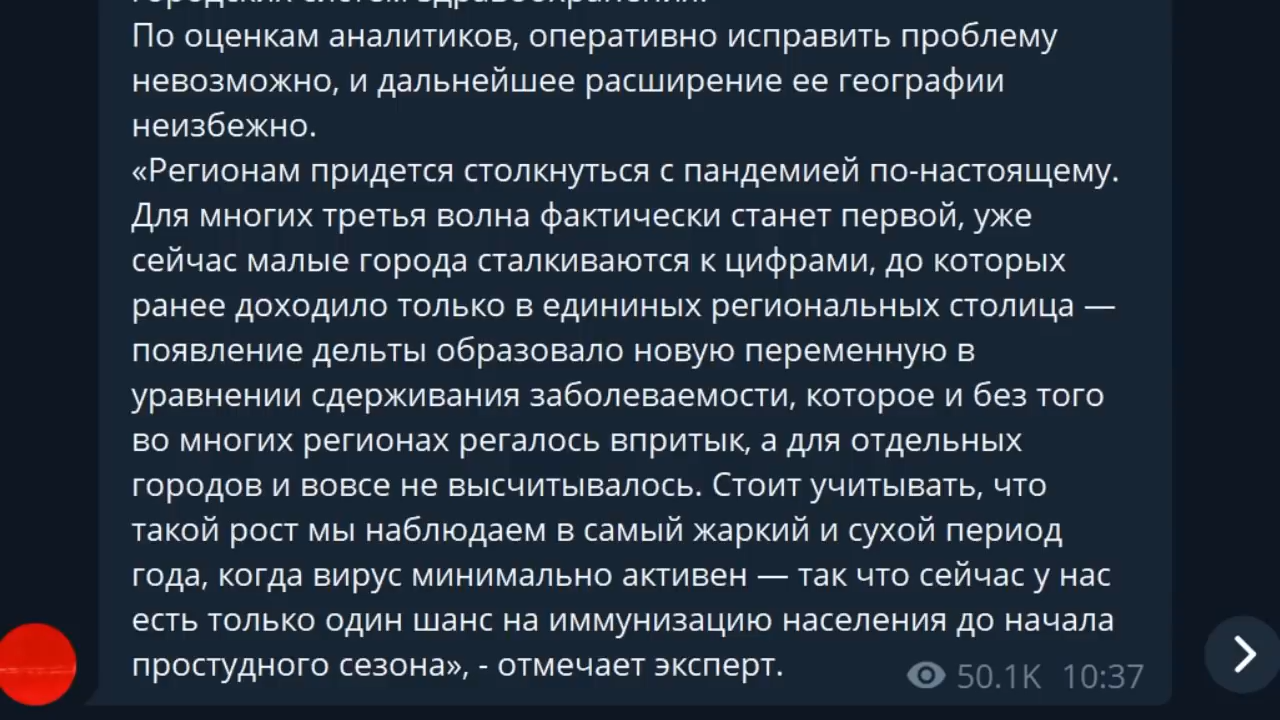 По оценкам аналитиков, оперативно исправить проблему
невозможно, и дальнейшее расширение ее географии
неизбежно.
«Регионам придется столкнуться с пандемией по-настоящему.
Для многих третья волна фактически станет первой, уже
сейчас малые города сталкиваются к цифрами, до которых
ранее доходило только в едининых региональных столица —
появление дельты образовало новую переменную в
уравнении сдерживания заболеваемости, которое и без того
во многих регионах регалось впритык, а для отдельных
городов и вовсе не высчитывалось. Стоит учитывать, что
такой рост мы наблюдаем в самый жаркий и сухой период
года, когда вирус минимально активен — так что сейчас у нас
есть только один шанс на иммунизацию населения до начала
простудного сезона», - отмечает эксперт.
50.1K 10:37